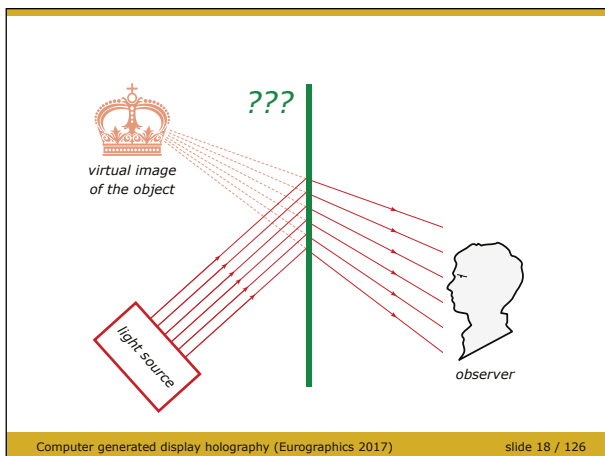 ???
virtual image
of the object
light source
observer
Computer generated display holography (Eurographics 2017)
slide 18 / 126